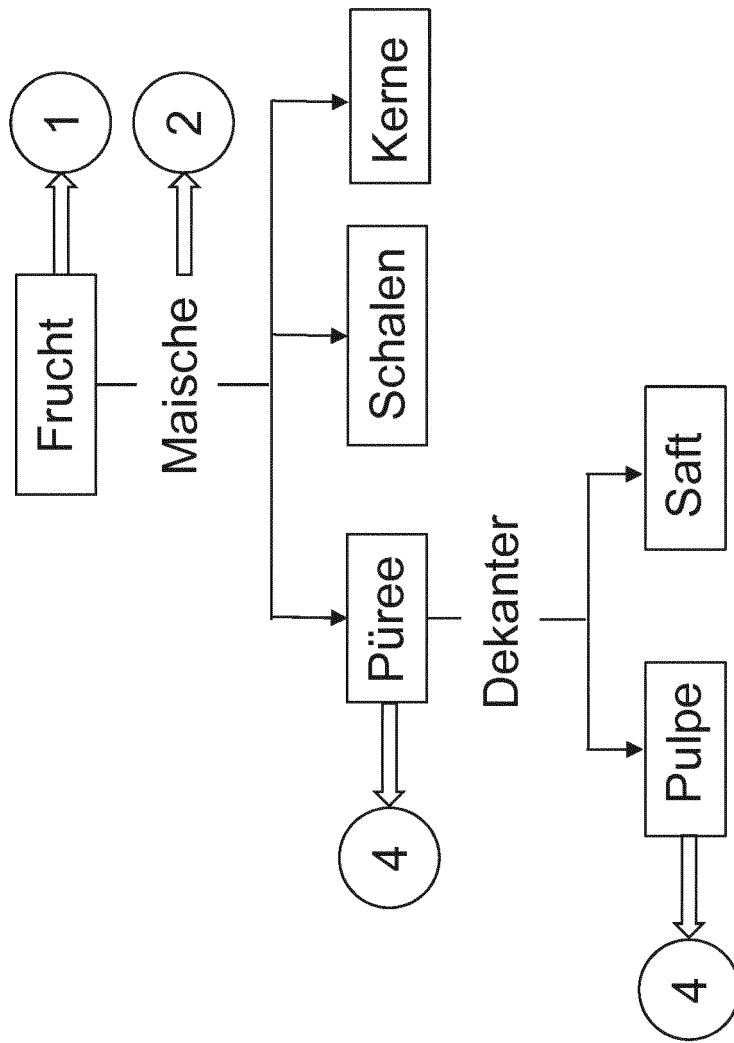 Frucht
1
Maische
2
Püree
Schalen
Kerne
4
Dekanter
Pulpe
Saft
4